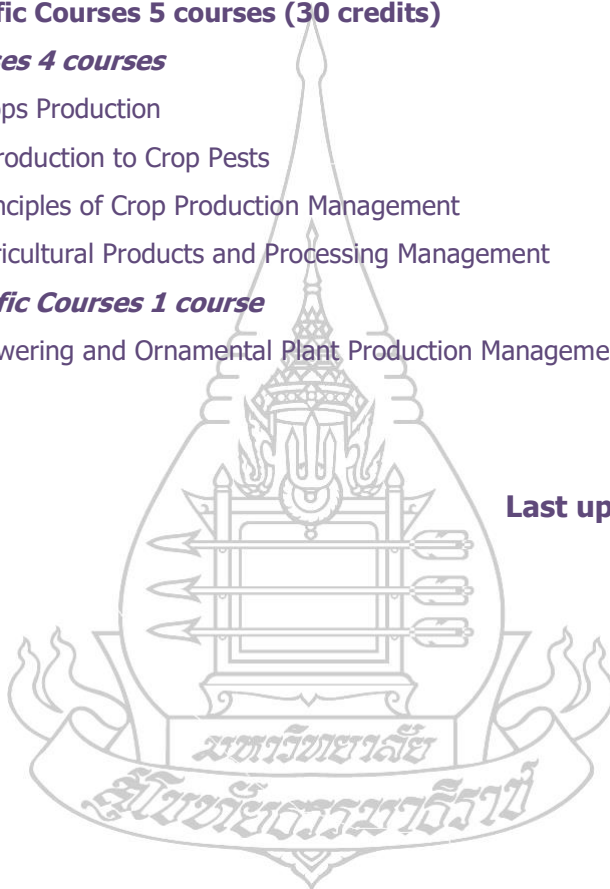 fic Courses 5 courses (30 credits)
ses 4 courses
ops Production
roduction to Crop Pests
nciples of Crop Production Management
ricultural Products and Processing Management
fic Courses 1 course
wering and Ornamental Plant Production Manageme
Last up
มหาวิทยาลัย
สุโขทัยธรรมาธิราช